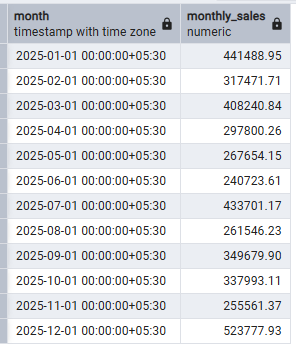 month monthly_sales
timestamp with time zone numeric
2025-01-01 00:00:00+05:30 441488.95
2025-02-01 00:00:00+05:30 317471.71
2025-03-01 00:00:00+05:30 408240.84
2025-04-01 00:00:00+05:30 297800.26
2025-05-01 00:00:00+05:30 267654.15
2025-06-01 00:00:00+05:30 240723.61
2025-07-01 00:00:00+05:30 433701.17
2025-08-01 00:00:00+05:30 261546.23
2025-09-01 00:00:00+05:30 349679.90
2025-10-01 00:00:00+05:30 337993.11
2025-11-01 00:00:00+05:30 255561.37
2025-12-01 00:00:00+05:30 523777.93